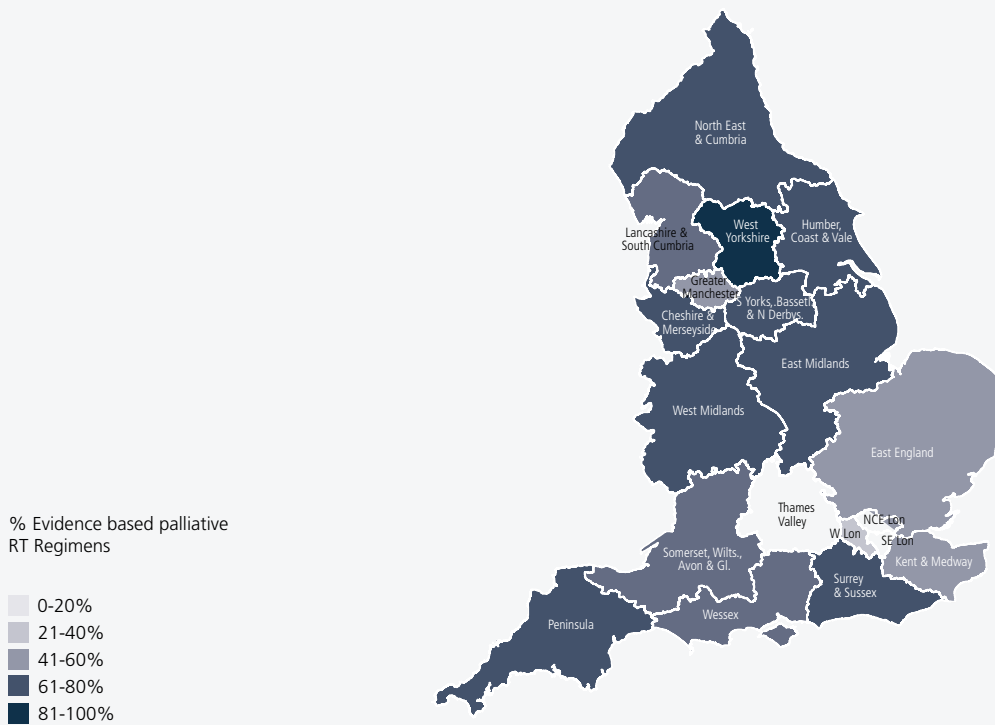 North East
& Cumbria
West
Yorkshire
Humber,
Coast & Vale
Lancashire &
South Cumbria
Greater
Manchester
S Yorks,.Bassetl
& N Derbys.
Cheshire &
Merseyside
East Midlands
West Midlands
East England
Thames
Valley
NCE Lon
W Lon
SE Lon
Kent & Medway
Somerset, Wilts.,
Avon & Gl.
Surrey
& Sussex
Wessex
Peninsula
% Evidence based palliative
RT Regimens
0-20%
21-40%
41-60%
61-80%
81-100%